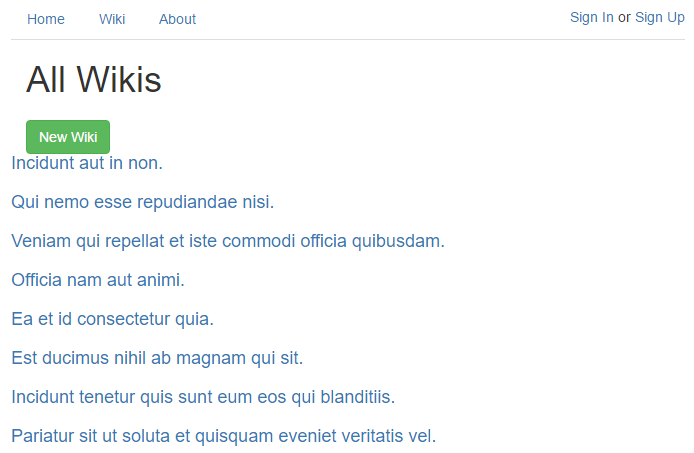 Home Wiki About Sign In or Sign Up
All Wikis
New Wiki
Incidunt aut in non.
Qui nemo esse repudiandae nisi.
Veniam qui repellat et iste commodi officia quibusdam.
Officia nam aut animi.
Ea et id consectetur quia.
Est ducimus nihil ab magnam qui sit.
Incidunt tenetur quis sunt eum eos qui blanditiis.
Pariatur sit ut soluta et quisquam eveniet veritatis vel.